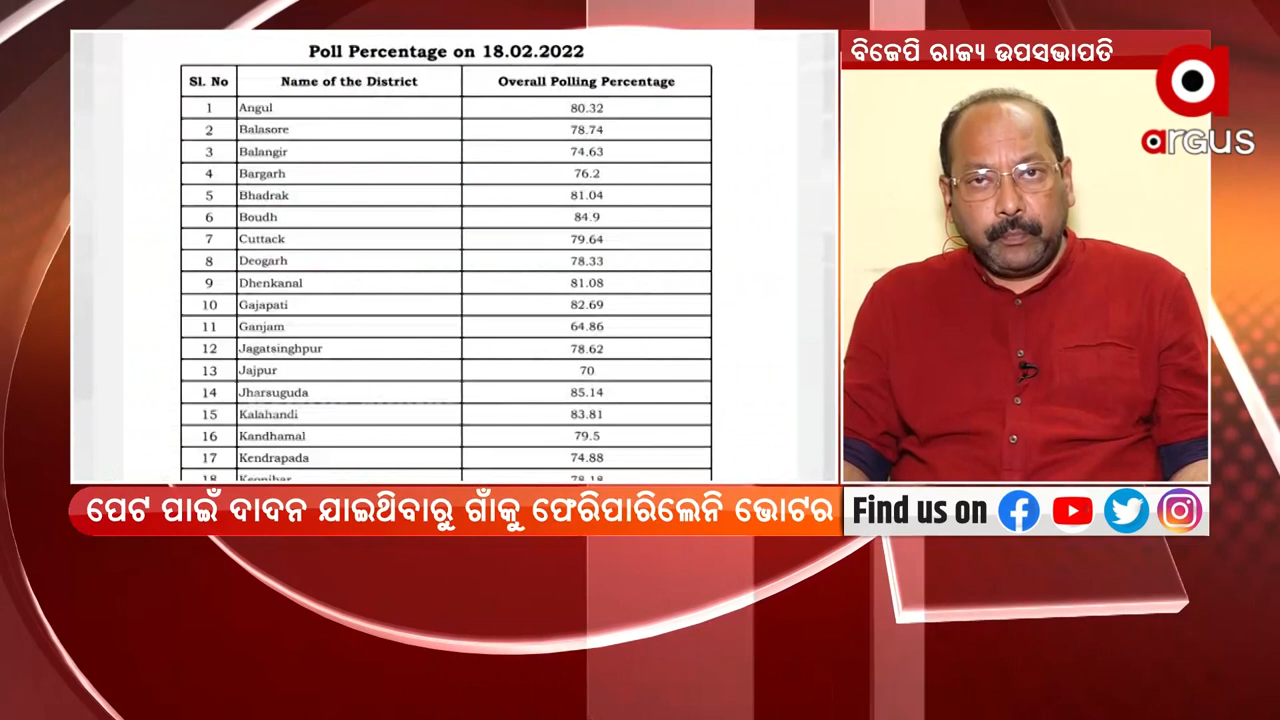 Poll Percentage on 18.02.2022
Sl. No Name of the District Overall Polling Percentage
1 Angul 80.32
2 Balasore 78.74
3 Balangir 74.63
4 Bargarh 76.2
5 Bhadrak 81.04
6 Boudh 84.9
7 Cuttack 79.64
8 Deogarh 78.33
9 Dhenkanal 81.08
10 Gajapati 82.69
11 Ganjam 64.86
12 Jagatsinghpur 78.62
13 Jajpur 70
14 Jharsuguda 85.14
15 Kalahandi 83.81
16 Kandhamal 79.5
17 Kendrapada 74.88
18 Keonjhar 78.18
ବିଜେପି ରାଜ୍ୟ ଉପସଭାପତି
argus
ପେଟ ପାଇଁ ଦାଦନ ଯାଇଥିବାରୁ ଗାଁକୁ ଫେରିପାରିଲେନି ଭୋଟର
Find us on